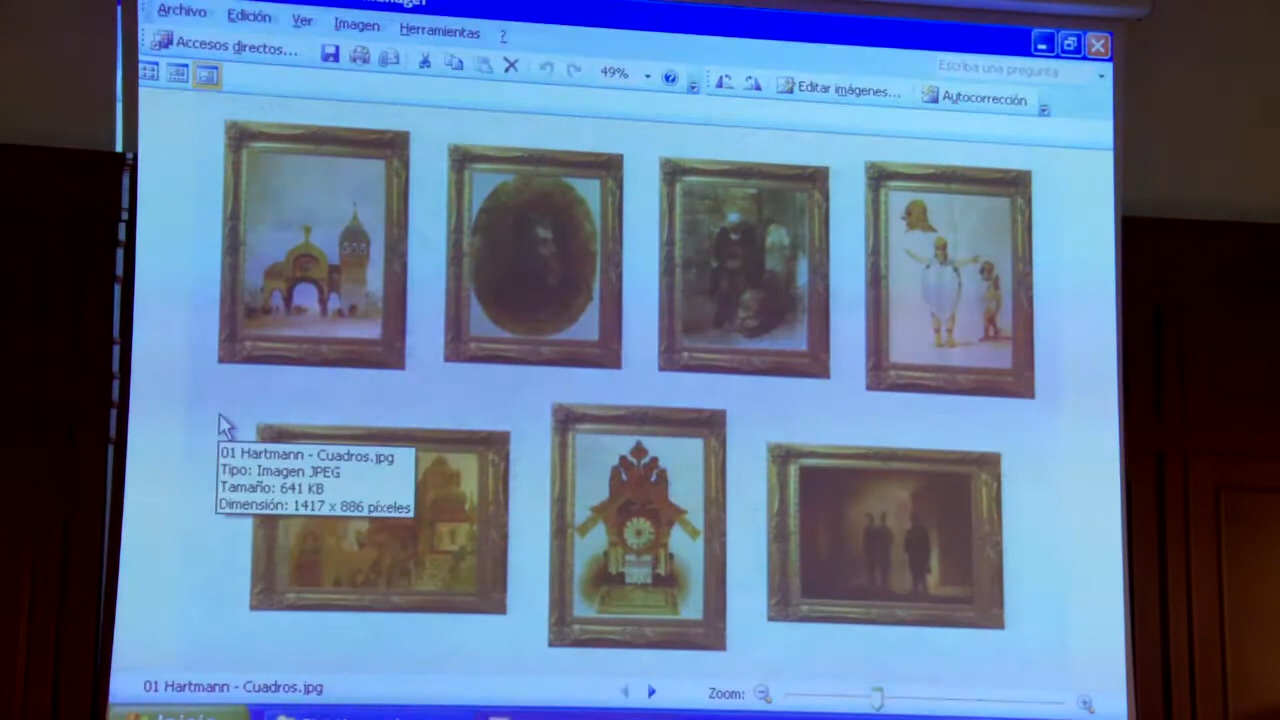 Archivo Edición Ver Imagen Herramientas ?
Accesos directos... 49% Editar imágenes... Autocorrección
Escriba una pregunta
01 Hartmann - Cuadros.jpg
Tipo: Imagen JPEG
Tamaño: 641 KB
Dimensión: 1417 x 886 píxeles
01 Hartmann - Cuadros.jpg Zoom:
Inicio